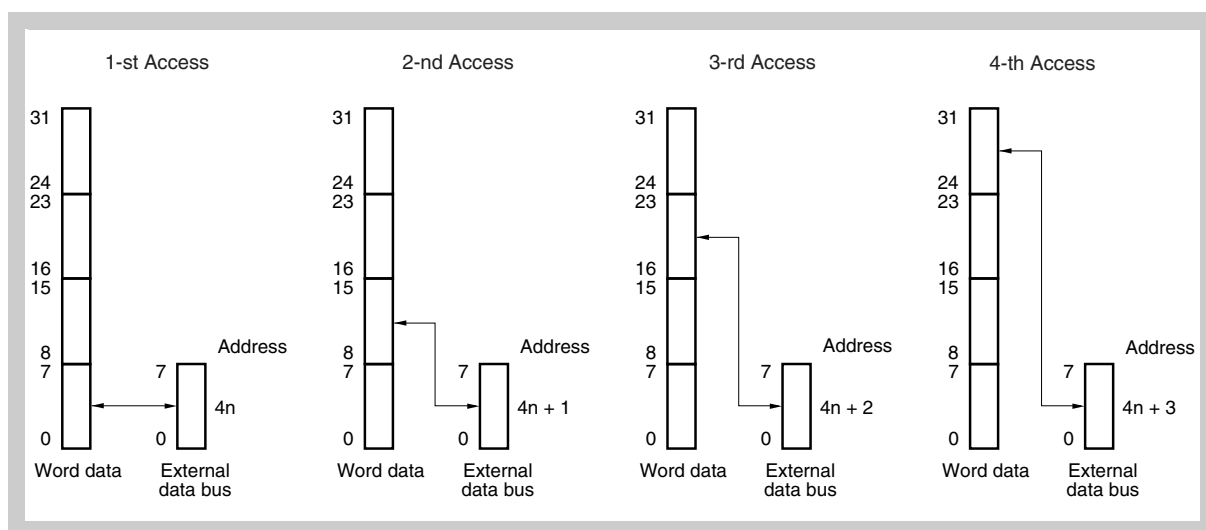 1-st Access
31
24
23
16
15
8
7
0
Word data
Address
7
4n
0
External
data bus
2-nd Access
31
24
23
16
15
8
7
0
Word data
Address
7
4n + 1
0
External
data bus
3-rd Access
31
24
23
16
15
8
7
0
Word data
Address
7
4n + 2
0
External
data bus
4-th Access
31
24
23
16
15
8
7
0
Word data
Address
7
4n + 3
0
External
data bus